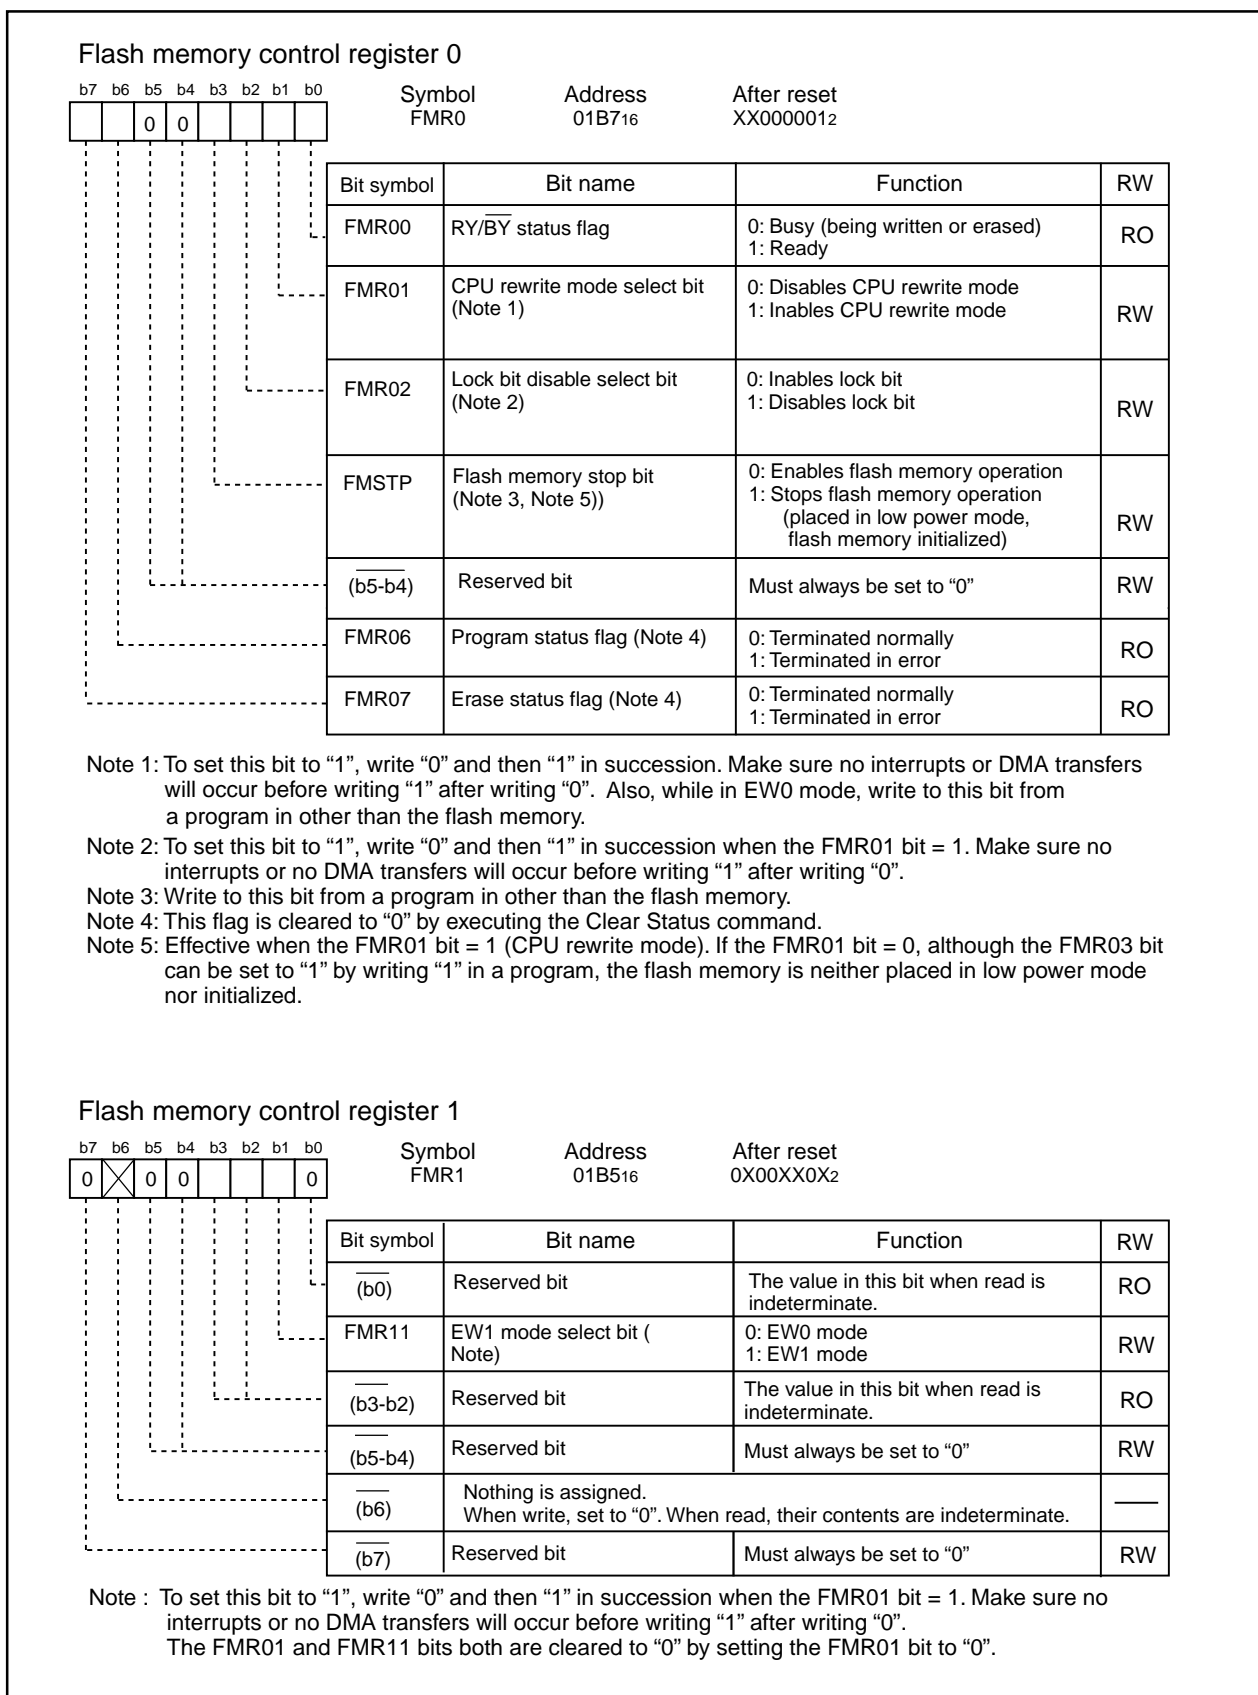 Flash memory control register 0
b7 b6 b5 b4 b3 b2 b1 b0
Symbol Address After reset
FMR0 01B716 XX0000012
0 0
Bit symbol Bit name Function RW
FMR00 RY/BY status flag 0: Busy (being written or erased) RO
1: Ready
FMR01 CPU rewrite mode select bit 0: Disables CPU rewrite mode
(Note 1) 1: Inables CPU rewrite mode RW
FMR02 Lock bit disable select bit 0: Inables lock bit
(Note 2) 1: Disables lock bit RW
FMSTP Flash memory stop bit 0: Enables flash memory operation
(Note 3, Note 5)) 1: Stops flash memory operation
(placed in low power mode, RW
flash memory initialized)
(b5-b4) Reserved bit Must always be set to “0” RW
FMR06 Program status flag (Note 4) 0: Terminated normally RO
1: Terminated in error
FMR07 Erase status flag (Note 4) 0: Terminated normally RO
1: Terminated in error
Note 1: To set this bit to “1”, write “0” and then “1” in succession. Make sure no interrupts or DMA transfers
will occur before writing “1” after writing “0”. Also, while in EW0 mode, write to this bit from
a program in other than the flash memory.
Note 2: To set this bit to “1”, write “0” and then “1” in succession when the FMR01 bit = 1. Make sure no
interrupts or no DMA transfers will occur before writing “1” after writing “0”.
Note 3: Write to this bit from a program in other than the flash memory.
Note 4: This flag is cleared to “0” by executing the Clear Status command.
Note 5: Effective when the FMR01 bit = 1 (CPU rewrite mode). If the FMR01 bit = 0, although the FMR03 bit
can be set to “1” by writing “1” in a program, the flash memory is neither placed in low power mode
nor initialized.
Flash memory control register 1
b7 b6 b5 b4 b3 b2 b1 b0
Symbol Address After reset
FMR1 01B516 0X00XX0X2
0 0 0 0
Bit symbol Bit name Function RW
(b0) Reserved bit The value in this bit when read is RO
indeterminate.
FMR11 EW1 mode select bit ( 0: EW0 mode RW
Note) 1: EW1 mode
(b3-b2) Reserved bit The value in this bit when read is RO
indeterminate.
(b5-b4) Reserved bit Must always be set to “0” RW
(b6) Nothing is assigned.
When write, set to “0”. When read, their contents are indeterminate.
(b7) Reserved bit Must always be set to “0” RW
Note : To set this bit to “1”, write “0” and then “1” in succession when the FMR01 bit = 1. Make sure no
interrupts or no DMA transfers will occur before writing “1” after writing “0”.
The FMR01 and FMR11 bits both are cleared to “0” by setting the FMR01 bit to “0”.